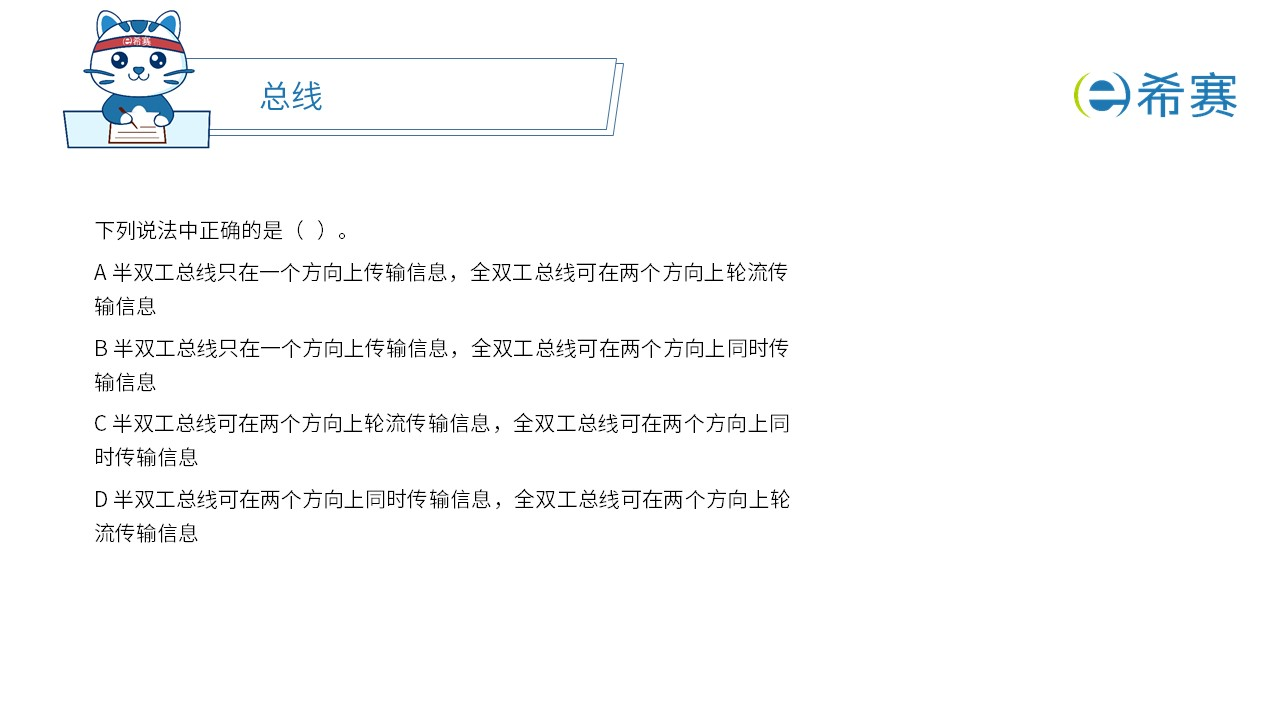 希赛
总线
希赛
下列说法中正确的是（ ）。
A 半双工总线只在一个方向上传输信息，全双工总线可在两个方向上轮流传
输信息
B 半双工总线只在一个方向上传输信息，全双工总线可在两个方向上同时传
输信息
C 半双工总线可在两个方向上轮流传输信息，全双工总线可在两个方向上同
时传输信息
D 半双工总线可在两个方向上同时传输信息，全双工总线可在两个方向上轮
流传输信息